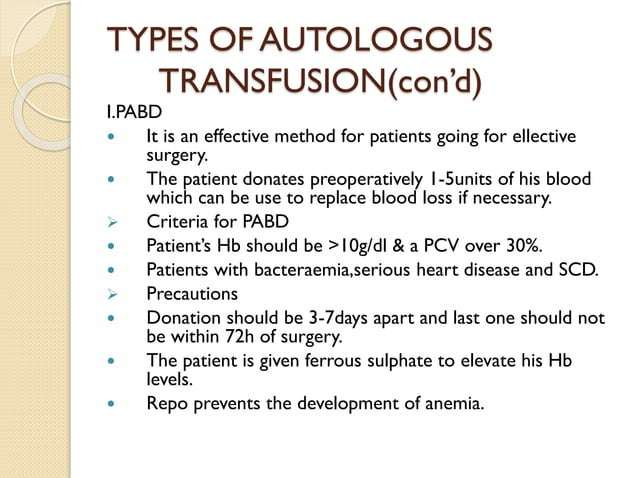 TYPES OF AUTOLOGOUS
TRANSFUSION(con’d)
I.PABD
• It is an effective method for patients going for ellective
surgery.
• The patient donates preoperatively 1-5units of his blood
which can be use to replace blood loss if necessary.
➢ Criteria for PABD
• Patient’s Hb should be >10g/dl & a PCV over 30%.
• Patients with bacteraemia,serious heart disease and SCD.
➢ Precautions
• Donation should be 3-7days apart and last one should not
be within 72h of surgery.
• The patient is given ferrous sulphate to elevate his Hb
levels.
• Repo prevents the development of anemia.